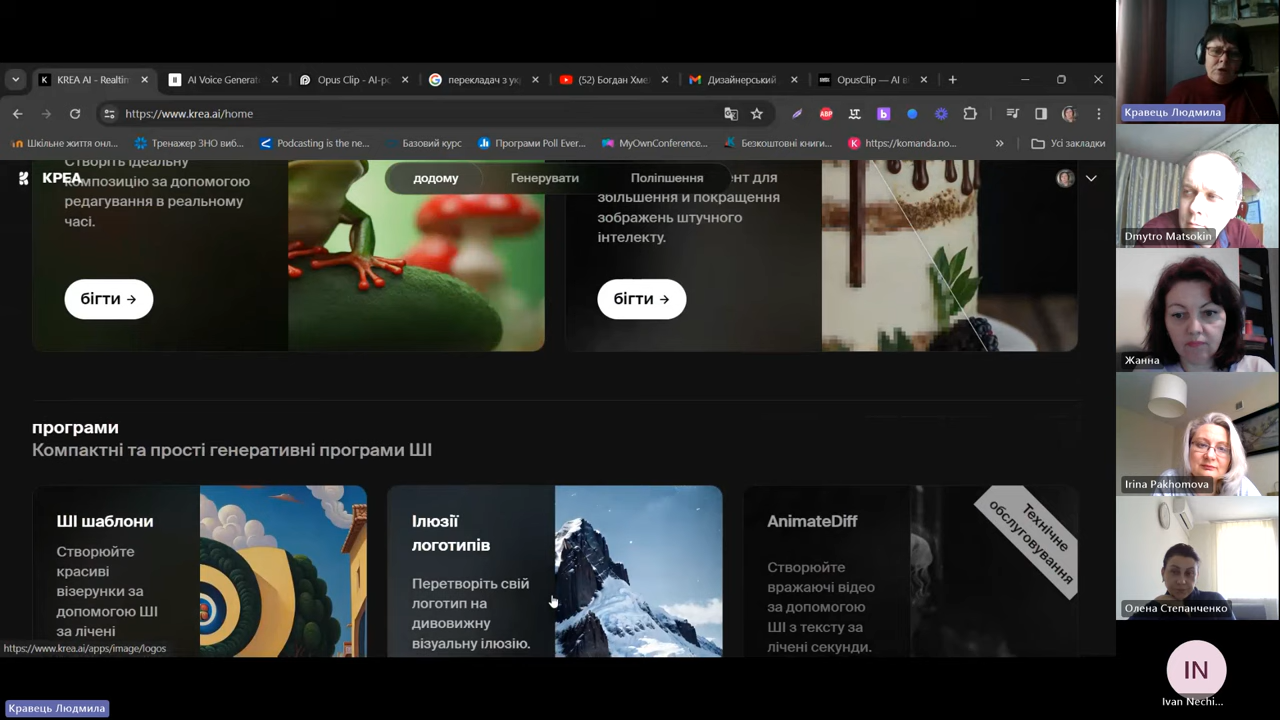 KREA AI - Realtim
AI Voice Generat
Opus Clip - AI-po
перекладач з ук
(52) Богдан Хме
Дизайнерський
OpusClip — AI в
https://www.krea.ai/home
Шкільне життя онл...
Тренажер ЗНО виб...
Podcasting is the ne...
Базовий курс
Програми Poll Ever...
MyOwnConference...
Безкоштовні книги...
https://komanda.no...
Усі закладки
КРЕА
додому
Генерувати
Поліпшення
Створіть ідеальну
композицію за допомогою
редагування в реальному
часі.
бігти →
ент для
збільшення и покращення
зображень штучного
інтелекту.
бігти →
програми
Компактні та прості генеративні програми ШІ
ШІ шаблони
Створюйте
красиві
візерунки за
допомогою ШІ
за лічені
Ілюзії
логотипів
Перетворіть свій
логотип на
дивовижну
візуальну ілюзію.
AnimateDiff
Створюйте
вражаючі відео
за допомогою
ШІ з тексту за
лічені секунди.
Технічне
обслуговування
https://www.krea.ai/apps/image/logos
Кравець Людмила
Кравець Людмила
Dmytro Matsokin
Жанна
Irina Pakhomova
Олена Степанченко
IN
Ivan Nechi...